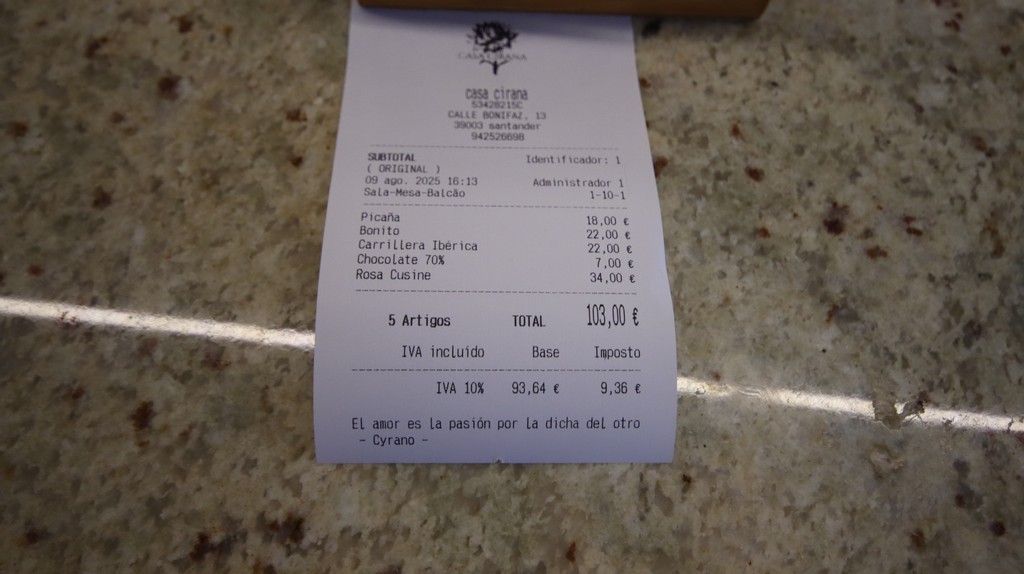 CASA CIRANA
casa cirana
53428215C
CALLE BONIFAZ, 13
39003 santander
942526698
SUBTOTAL Identificador: 1
( ORIGINAL )
09 ago. 2025 16:13 Administrador 1
Sala-Mesa-Balcão 1-10-1
Picaña 18,00 €
Bonito 22,00 €
Carrillera Ibérica 22,00 €
Chocolate 70% 7,00 €
Rosa Cusine 34,00 €
5 Artigos TOTAL 103,00 €
IVA incluido Base Imposto
IVA 10% 93,64 € 9,36 €
El amor es la pasión por la dicha del otro
- Cyrano -